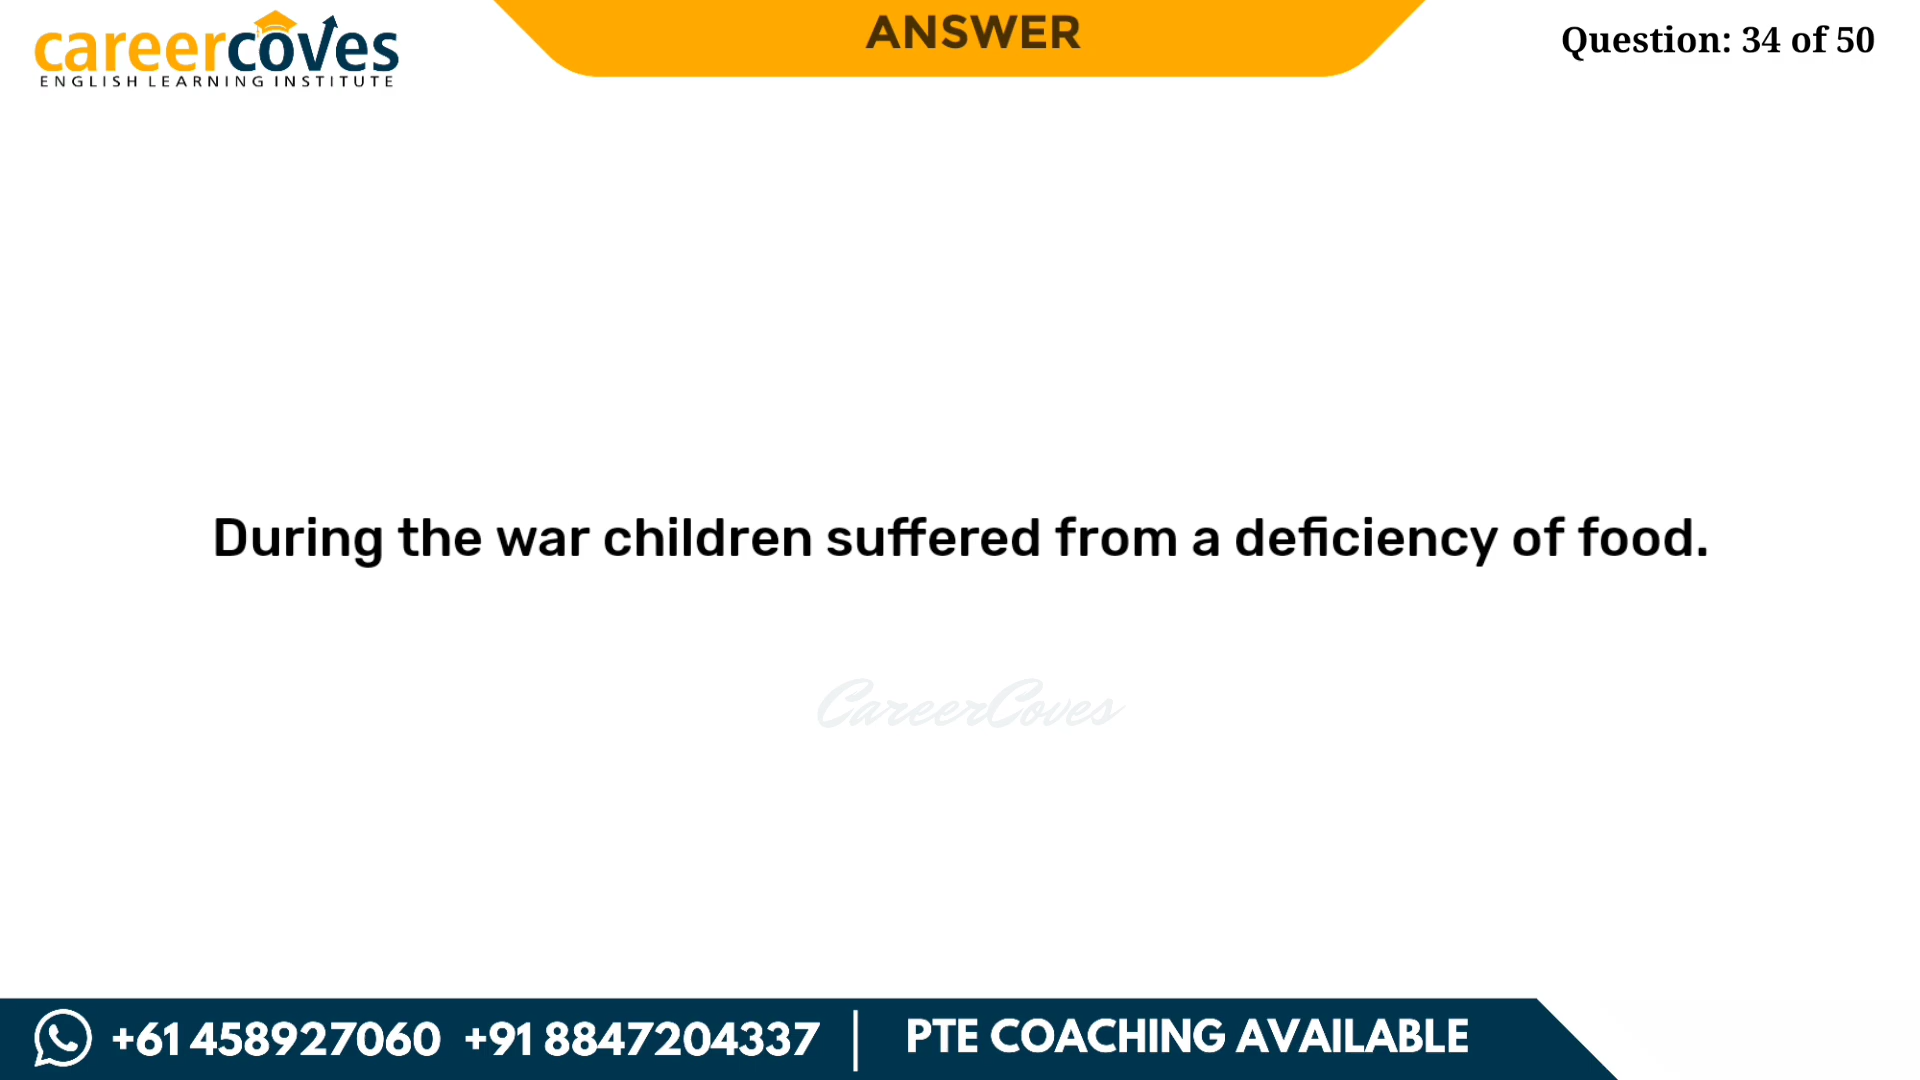 careercoves
ENGLISH LEARNING INSTITUTE
ANSWER
Question: 34 of 50
During the war children suffered from a deficiency of food.
CareerCoves
+61 458927060 +91 8847204337 | PTE COACHING AVAILABLE